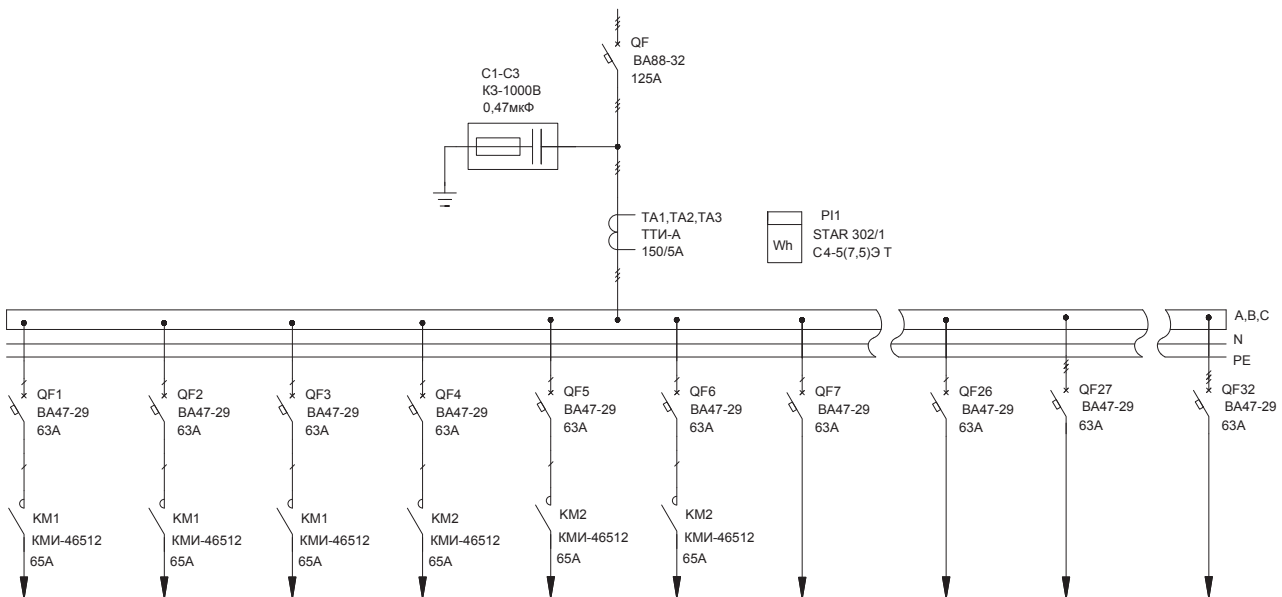 QF
ВА88-32
125А
С1-С3
КЗ-1000В
0,47мкФ
ТА1,ТА2,ТА3
ТТИ-А
150/5А
PI1
STAR 302/1
С4-5(7,5)Э Т
Wh
A,B,C
N
PE
QF1
ВА47-29
63А
QF2
ВА47-29
63А
QF3
ВА47-29
63А
QF4
ВА47-29
63А
QF5
ВА47-29
63А
QF6
ВА47-29
63А
QF7
ВА47-29
63А
QF26
ВА47-29
63А
QF27
ВА47-29
63А
QF32
ВА47-29
63А
КМ1
КМИ-46512
65А
КМ1
КМИ-46512
65А
КМ1
КМИ-46512
65А
КМ2
КМИ-46512
65А
КМ2
КМИ-46512
65А
КМ2
КМИ-46512
65А